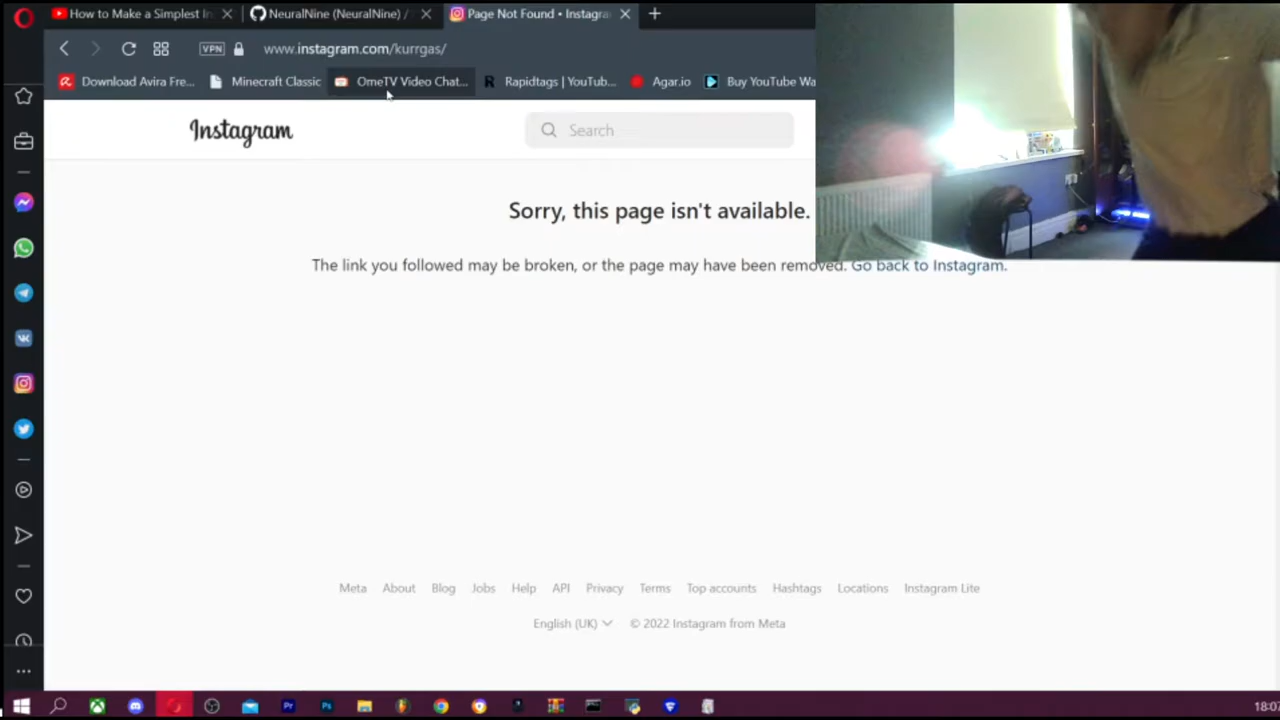 How to Make a Simplest In
NeuralNine (NeuralNine) /
Page Not Found • Instagra
VPN
www.instagram.com/kurrgas/
Download Avira Fre...
Minecraft Classic
OmeTV Video Chat...
R
Rapidtags | YouTub...
Agar.io
Buy YouTube Wa
Instagram
Search
Sorry, this page isn't available.
The link you followed may be broken, or the page may have been removed. Go back to Instagram.
Meta About Blog Jobs Help API Privacy Terms Top accounts Hashtags Locations Instagram Lite
English (UK) © 2022 Instagram from Meta
Pr
Ps
18:07